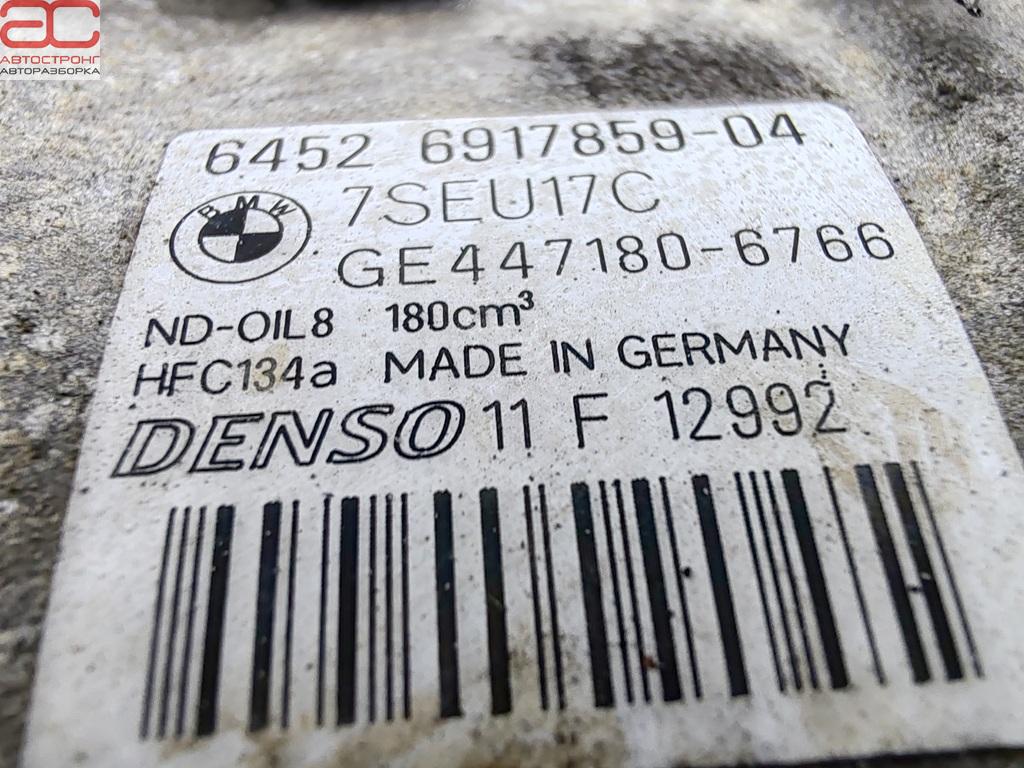 AC
АВТОСТРОНГ
АВТОРАЗБОРКА
6452 6917859-04
BMW
7SEU17C
GE447180-6766
ND-OIL8 180cm³
HFC134a MADE IN GERMANY
DENSO 11 F 12992